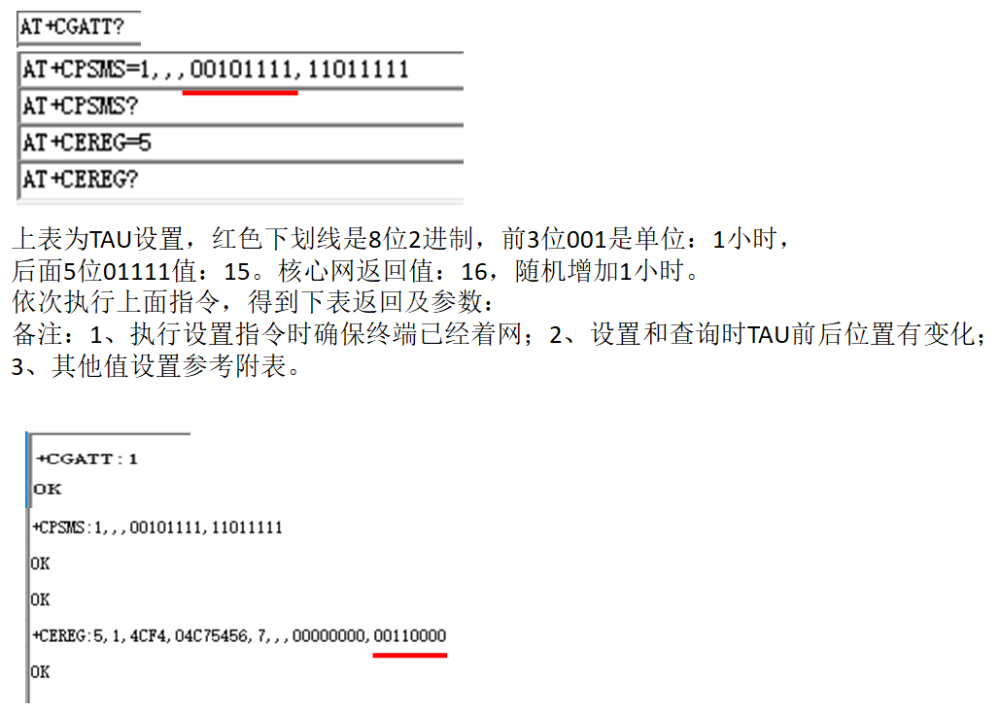 AT+CGATT?
AT+CPSMS=1,,,00101111,11011111
AT+CPSMS?
AT+CEREG=5
AT+CEREG?
上表为TAU设置，红色下划线是8位2进制，前3位001是单位：1小时，
后面5位01111值：15。核心网返回值：16，随机增加1小时。
依次执行上面指令，得到下表返回及参数：
备注：1、执行设置指令时确保终端已经着网；2、设置和查询时TAU前后位置有变化；
3、其他值设置参考附表。
+CGATT:1
OK
+CPSMS:1,,,00101111,11011111
OK
OK
+CEREG:5,1,4CF4,04C75456,7,,,00000000,00110000
OK